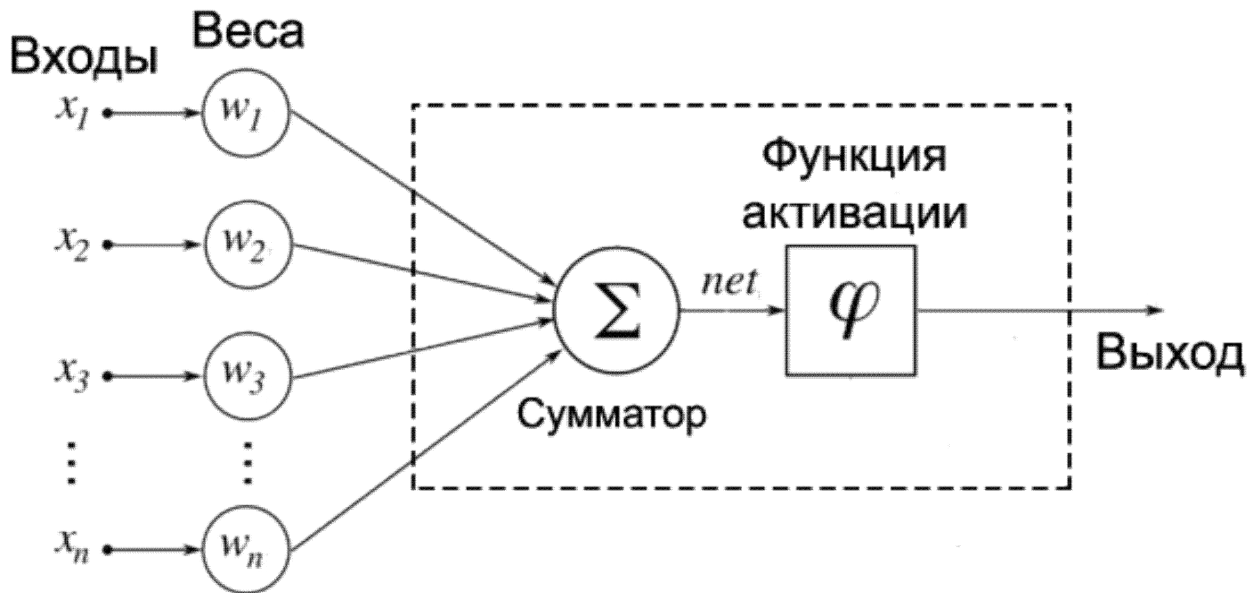 Входы
Веса
x1
w1
x2
w2
x3
w3
⋮
⋮
xn
wn
Σ
Сумматор
net
Функция
активации
φ
Выход